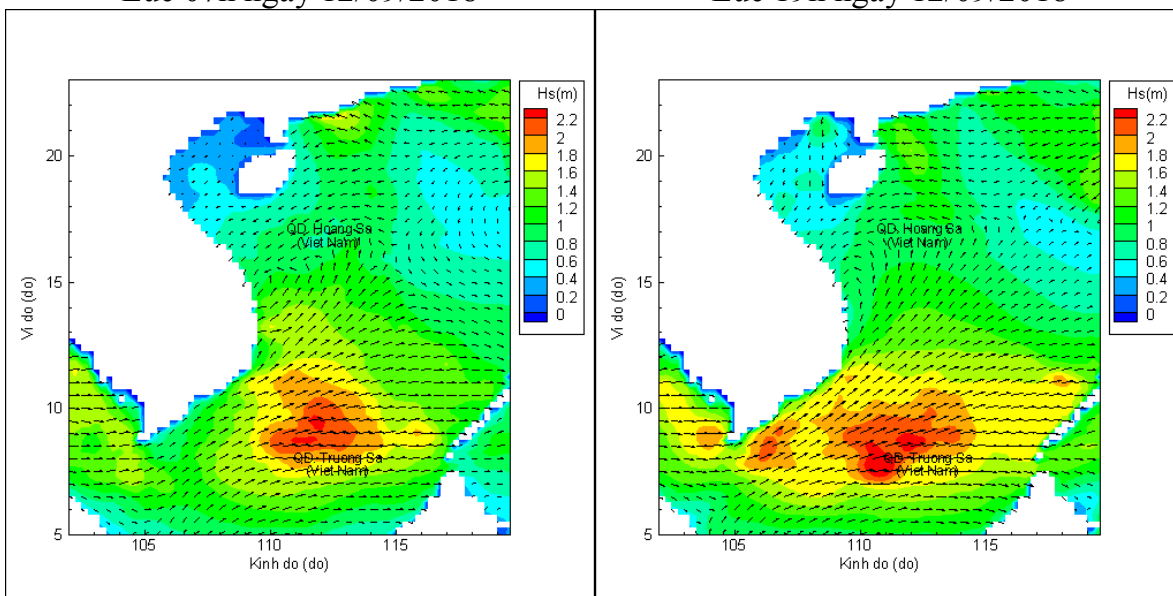 Lúc 07h ngày 12/09/2018
Hs(m)
2.2
2
1.8
1.6
1.4
1.2
1
0.8
0.6
0.4
0.2
0
20
15
10
5
Vi do (do)
QD. Hoang Sa
(Viet Nam)
QD. Truong Sa
(Viet Nam)
105
110
115
Kinh do (do)
Lúc 19h ngày 12/09/2018
Hs(m)
2.2
2
1.8
1.6
1.4
1.2
1
0.8
0.6
0.4
0.2
0
20
15
10
5
Vi do (do)
QD. Hoang Sa
(Viet Nam)
QD. Truong Sa
(Viet Nam)
105
110
115
Kinh do (do)